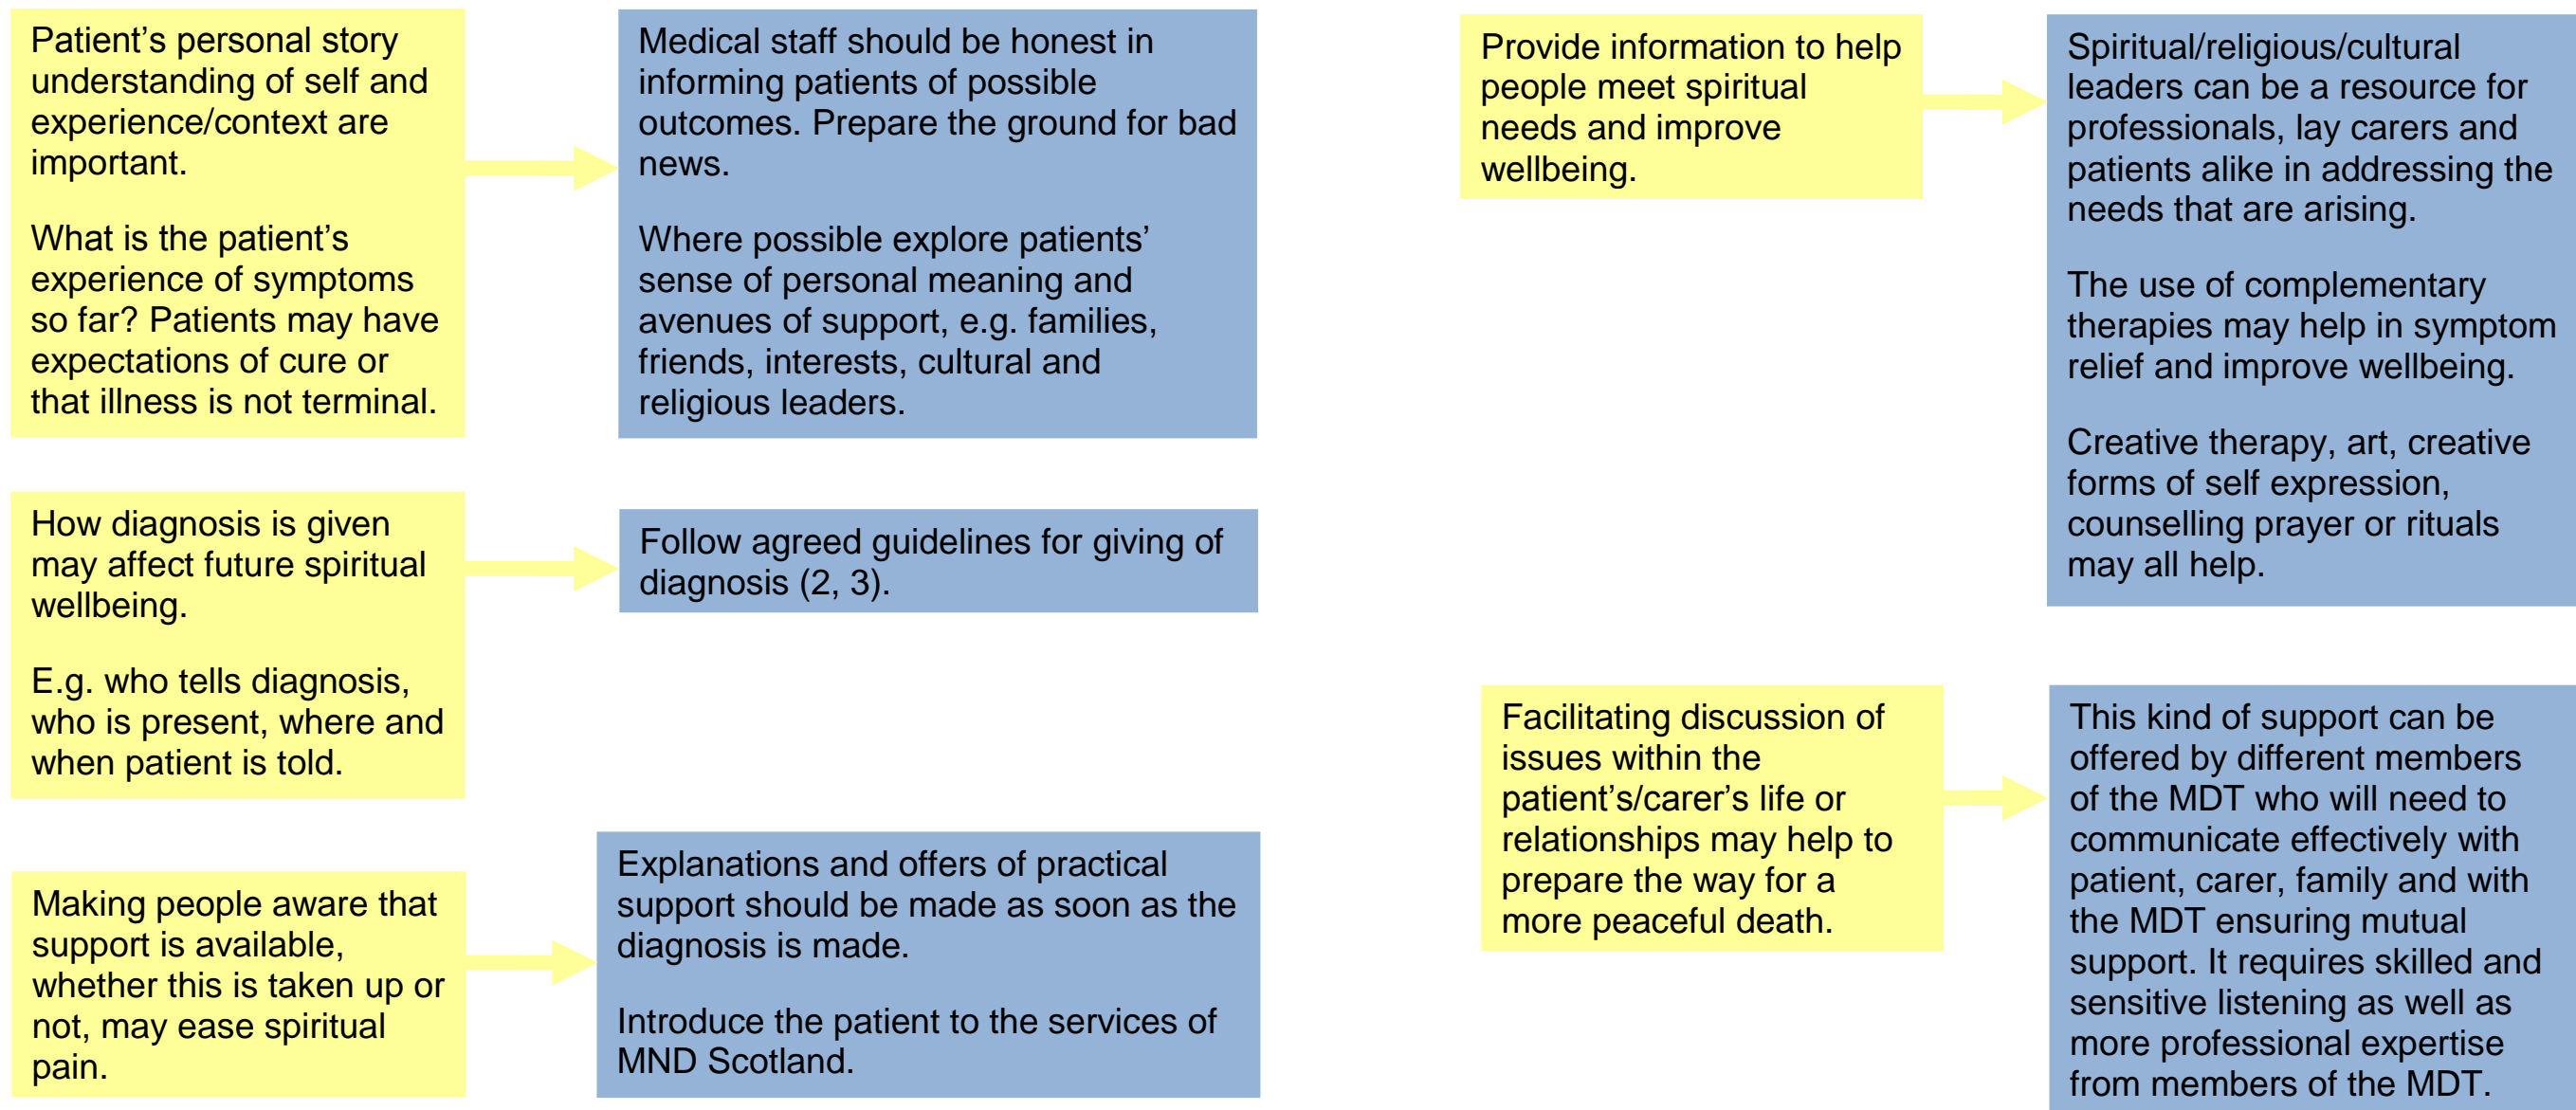 Patient’s personal story
understanding of self and
experience/context are
important.
What is the patient’s
experience of symptoms
so far? Patients may have
expectations of cure or
that illness is not terminal.
Medical staff should be honest in
informing patients of possible
outcomes. Prepare the ground for bad
news.
Where possible explore patients’
sense of personal meaning and
avenues of support, e.g. families,
friends, interests, cultural and
religious leaders.
How diagnosis is given
may affect future spiritual
wellbeing.
E.g. who tells diagnosis,
who is present, where and
when patient is told.
Follow agreed guidelines for giving of
diagnosis (2, 3).
Making people aware that
support is available,
whether this is taken up or
not, may ease spiritual
pain.
Explanations and offers of practical
support should be made as soon as the
diagnosis is made.
Introduce the patient to the services of
MND Scotland.
Provide information to help
people meet spiritual
needs and improve
wellbeing.
Spiritual/religious/cultural
leaders can be a resource for
professionals, lay carers and
patients alike in addressing the
needs that are arising.
The use of complementary
therapies may help in symptom
relief and improve wellbeing.
Creative therapy, art, creative
forms of self expression,
counselling prayer or rituals
may all help.
Facilitating discussion of
issues within the
patient’s/carer’s life or
relationships may help to
prepare the way for a
more peaceful death.
This kind of support can be
offered by different members
of the MDT who will need to
communicate effectively with
patient, carer, family and with
the MDT ensuring mutual
support. It requires skilled and
sensitive listening as well as
more professional expertise
from members of the MDT.